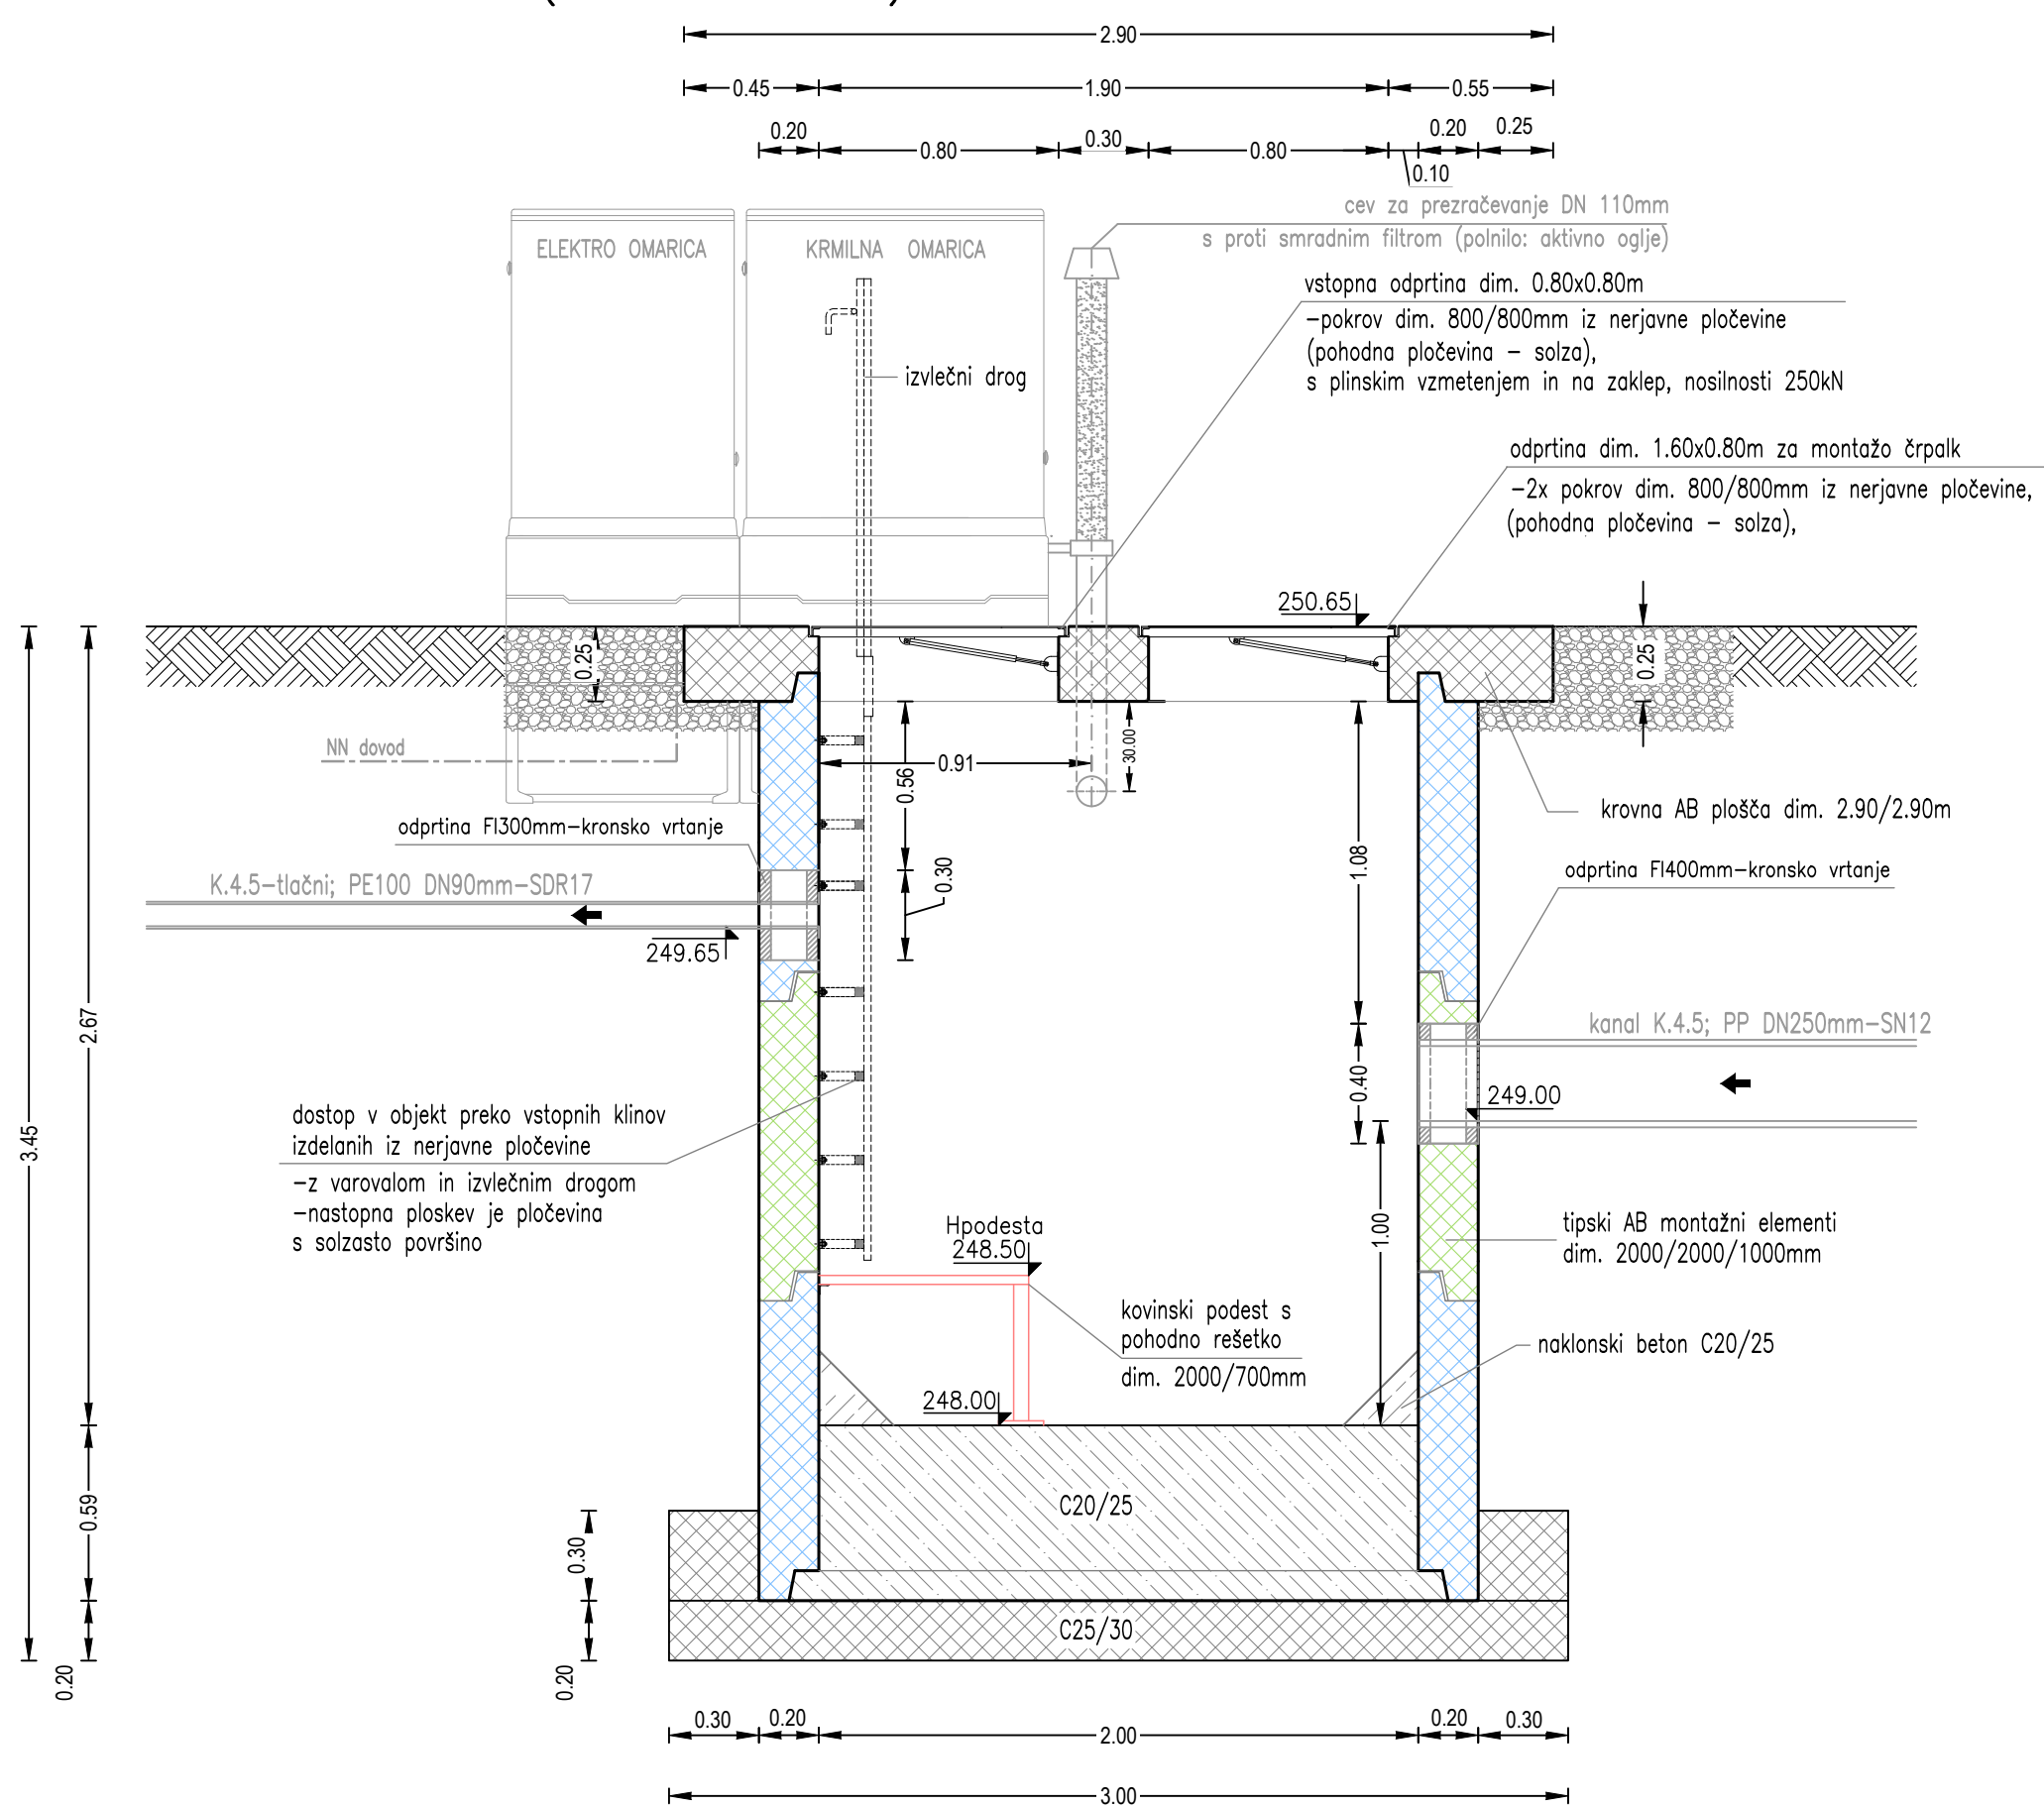 2.90
0.45
1.90
0.55
0.20
0.80
0.30
0.80
0.20
0.25
0.10
cev za prezračevanje DN 110mm
s proti smradnim filtrom (polnilo: aktivno oglje)
ELEKTRO OMARICA
KRMILNA OMARICA
vstopna odprtina dim. 0.80x0.80m
-pokrov dim. 800/800mm iz nerjavne pločevine
(pohodna pločevina - solza),
s plinskim vzmetenjem in na zaklep, nosilnosti 250kN
izvlečni drog
odprtina dim. 1.60x0.80m za montažo črpalk
-2x pokrov dim. 800/800mm iz nerjavne pločevine,
(pohodna pločevina - solza),
250.65
0.25
0.25
NN dovod
0.91
30.00
0.56
krovna AB plošča dim. 2.90/2.90m
odprtina FI300mm-kronsko vrtanje
1.08
0.30
odprtina FI400mm-kronsko vrtanje
K.4.5-tlačni; PE100 DN90mm-SDR17
249.65
2.67
kanal K.4.5; PP DN250mm-SN12
0.40
249.00
3.45
dostop v objekt preko vstopnih klinov
izdelanih iz nerjavne pločevine
-z varovalom in izvlečnim drogom
-nastopna ploskev je pločevina
s solzasto površino
1.00
Hpodesta
248.50
tipski AB montažni elementi
dim. 2000/2000/1000mm
kovinski podest s
pohodno rešetko
dim. 2000/700mm
naklonski beton C20/25
248.00
0.59
C20/25
0.30
C25/30
0.20
0.20
0.30
0.20
2.00
0.20
0.30
3.00